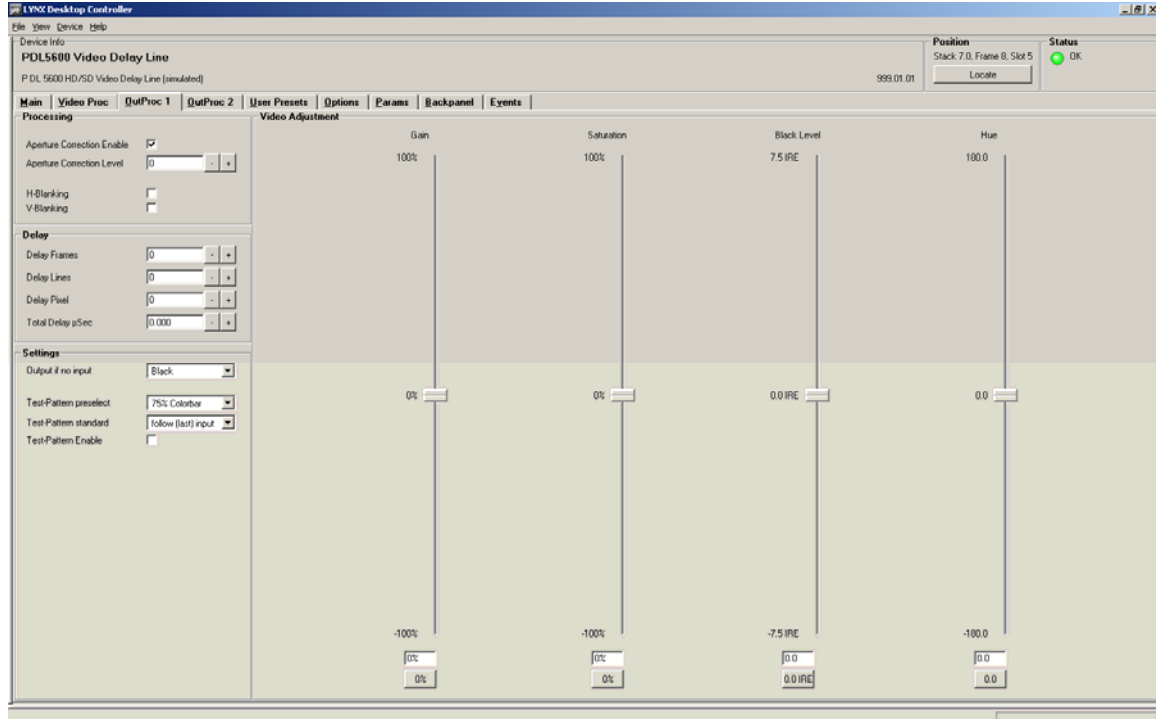 LYNX Desktop Controller
File View Device Help
Device Info
PDL5600 Video Delay Line
P DL 5600 HD/SD Video Delay Line (simulated)
999.01.01
Position
Stack 7.0, Frame 8, Slot 5
Locate
Status
OK
Main Video Proc OutProc 1 OutProc 2 User Presets Options Params Backpanel Events
Processing
Aperture Correction Enable
Aperture Correction Level 0 - +
H-Blanking
V-Blanking
Delay
Delay Frames 0 - +
Delay Lines 0 - +
Delay Pixel 0 - +
Total Delay µSec 0.000 - +
Settings
Output if no input Black
Test-Pattern preselect 75% Colorbar
Test-Pattern standard follow (last) input
Test-Pattern Enable
Video Adjustment
Gain Saturation Black Level Hue
100% 100% 7.5 IRE 180.0
0% 0% 0.0 IRE 0.0
-100% -100% -7.5 IRE -180.0
0% 0% 0.0 0.0
0% 0% 0.0 IRE 0.0